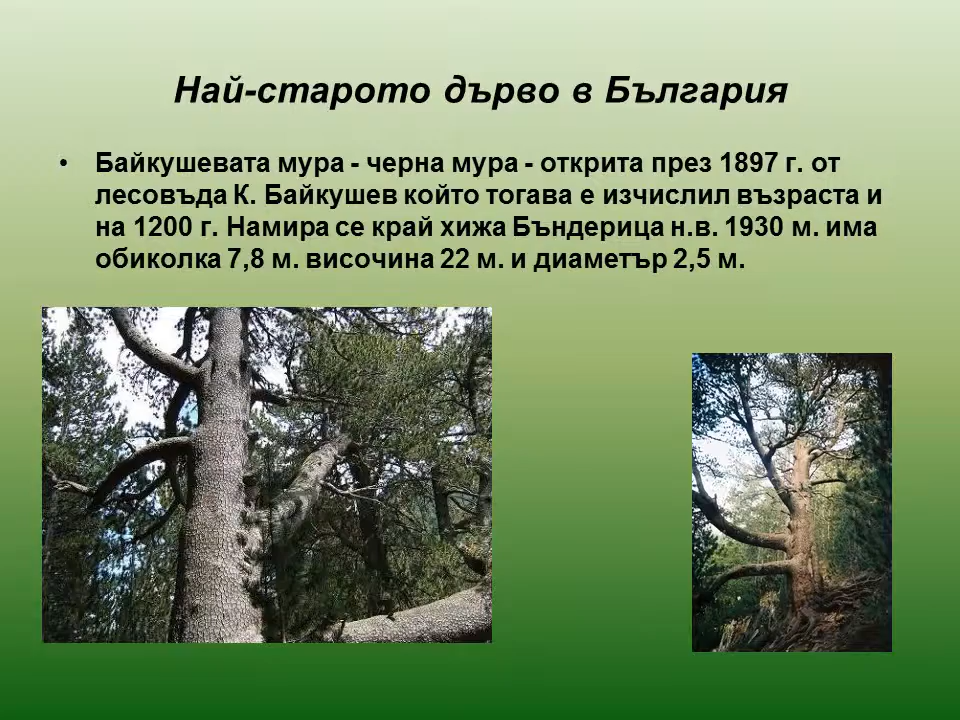 Най-старото дърво в България
• Байкушевата мура - черна мура - открита през 1897 г. от
лесовъда К. Байкушев който тогава е изчислил възраста и
на 1200 г. Намира се край хижа Бъндерица н.в. 1930 м. има
обиколка 7,8 м. височина 22 м. и диаметър 2,5 м.